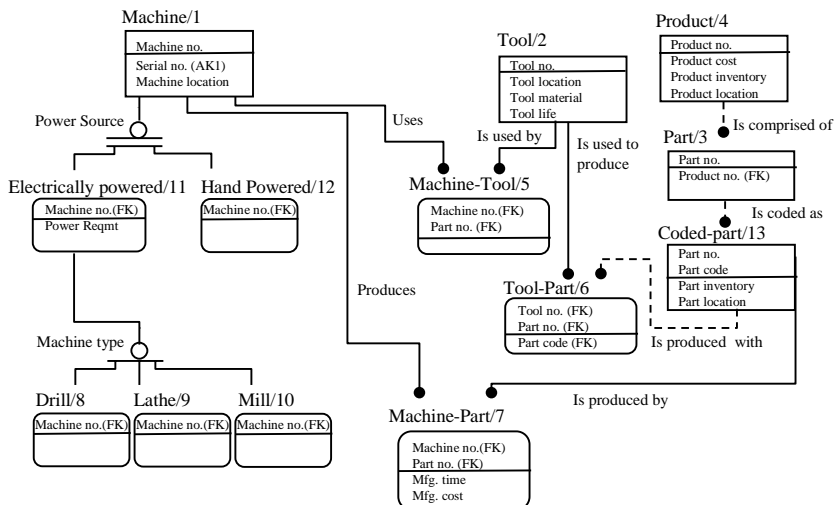 Machine/1
Machine no.
Serial no. (AK1)
Machine location
Tool/2
Tool no.
Tool location
Tool material
Tool life
Product/4
Product no.
Product cost
Product inventory
Product location
Power Source
Uses
Is used by
Is used to
produce
Is comprised of
Part/3
Part no.
Product no. (FK)
Is coded as
Electrically powered/11
Machine no.(FK)
Power Reqmt
Hand Powered/12
Machine no.(FK)
Machine-Tool/5
Machine no.(FK)
Part no. (FK)
Coded-part/13
Part no.
Part code
Part inventory
Part location
Produces
Tool-Part/6
Tool no. (FK)
Part no. (FK)
Part code (FK)
Is produced with
Machine type
Drill/8
Machine no.(FK)
Lathe/9
Machine no.(FK)
Mill/10
Machine no.(FK)
Is produced by
Machine-Part/7
Machine no.(FK)
Part no. (FK)
Mfg. time
Mfg. cost